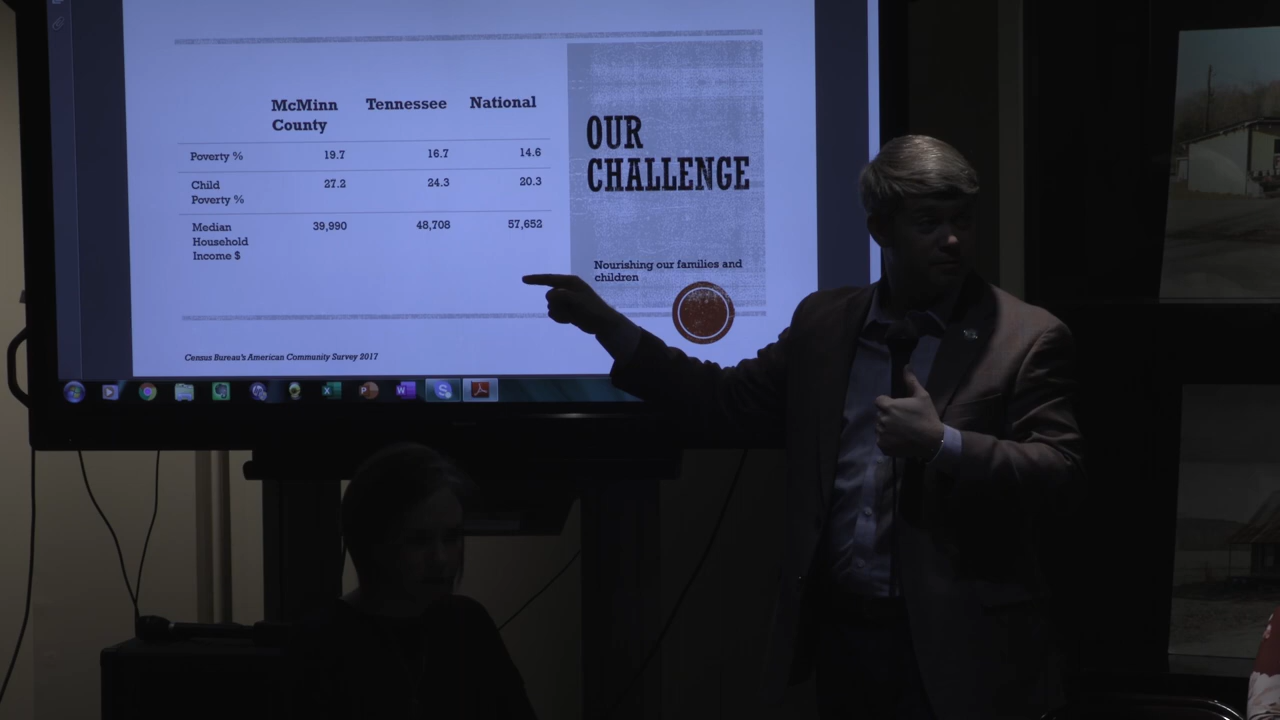 McMinn Tennessee National
County
Poverty % 19.7 16.7 14.6
Child 27.2 24.3 20.3
Poverty %
Median 39,990 48,708 57,652
Household
Income $
Census Bureau's American Community Survey 2017
OUR
CHALLENGE
Nourishing our families and
children
X
P
W
S